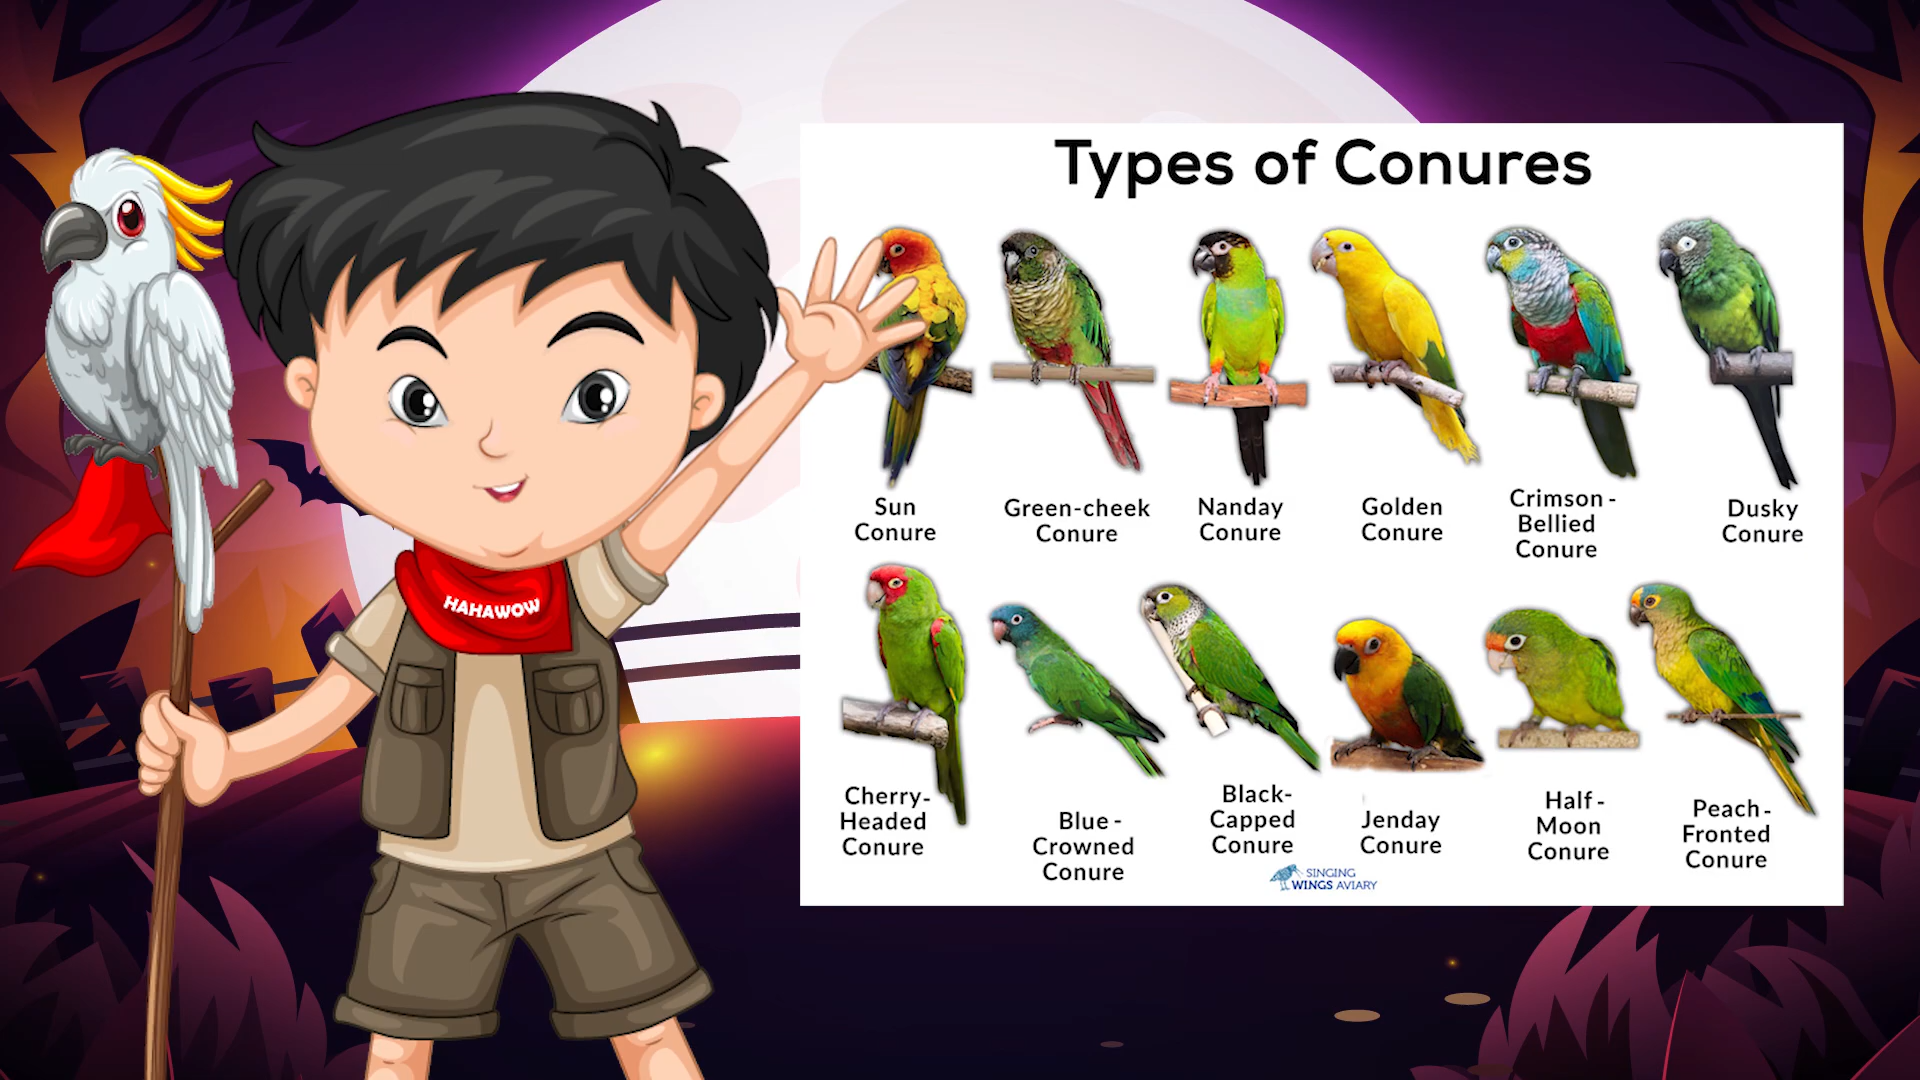 Types of Conures
Sun
Conure
Green-cheek
Conure
Nanday
Conure
Golden
Conure
Crimson-
Bellied
Conure
Dusky
Conure
Cherry-
Headed
Conure
Blue-
Crowned
Conure
Black-
Capped
Conure
Jenday
Conure
Half-
Moon
Conure
Peach-
Fronted
Conure
SINGING
WINGS AVIARY
HAHAWOW